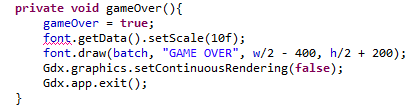 private void gameOver(){
gameOver = true;
font.getData().setScale(10f);
font.draw(batch, "GAME OVER", w/2 - 400, h/2 + 200);
Gdx.graphics.setContinuousRendering(false);
Gdx.app.exit();
}